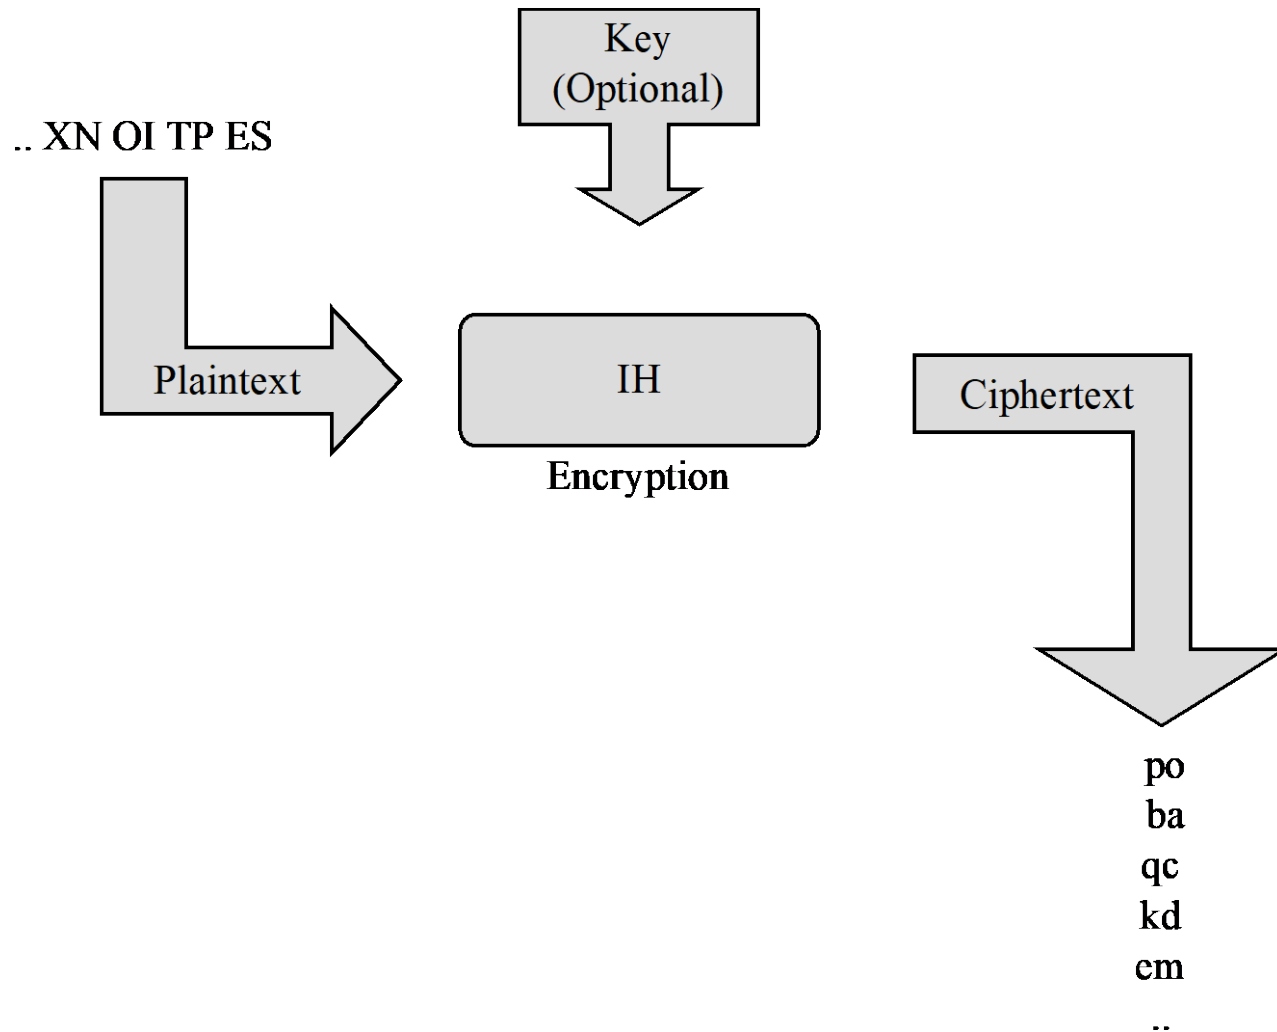 Key
(Optional)
.. XN OI TP ES
Plaintext
IH
Ciphertext
Encryption
po
ba
qc
kd
em
..